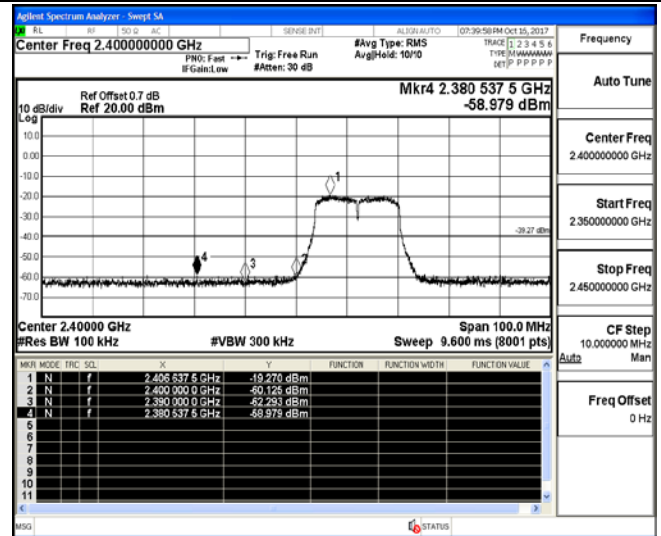 Agilent Spectrum Analyzer - Swept SA
RL RF 50 Ω AC SENSE:INT ALIGN AUTO 07:39:58 PM Oct 16, 2017
Center Freq 2.400000000 GHz
PNO: Fast
IFGain:Low
Trig: Free Run
#Atten: 30 dB
#Avg Type: RMS
Avg|Hold: 10/10
TRACE 1 2 3 4 5 6
TYPE M
DET P P P P P P
Mkr4 2.380 537 5 GHz
-58.979 dBm
Ref Offset 0.7 dB
10 dB/div Ref 20.00 dBm
Log
10.0
0.00
-10.0
-20.0
-30.0
-40.0
-50.0
-60.0
-70.0
1
2
3
4
-39.27 dBm
Center 2.40000 GHz Span 100.0 MHz
#Res BW 100 kHz #VBW 300 kHz Sweep 9.600 ms (8001 pts)
MKR MODE TRC SCL X Y FUNCTION FUNCTION WIDTH FUNCTION VALUE
1 N f 2.406 537 5 GHz -19.270 dBm
2 N f 2.400 000 0 GHz -60.125 dBm
3 N f 2.390 000 0 GHz -62.293 dBm
4 N f 2.380 537 5 GHz -58.979 dBm
5
6
7
8
9
10
11
MSG STATUS
Frequency
Auto Tune
Center Freq
2.400000000 GHz
Start Freq
2.350000000 GHz
Stop Freq
2.450000000 GHz
CF Step
10.000000 MHz
Auto Man
Freq Offset
0 Hz